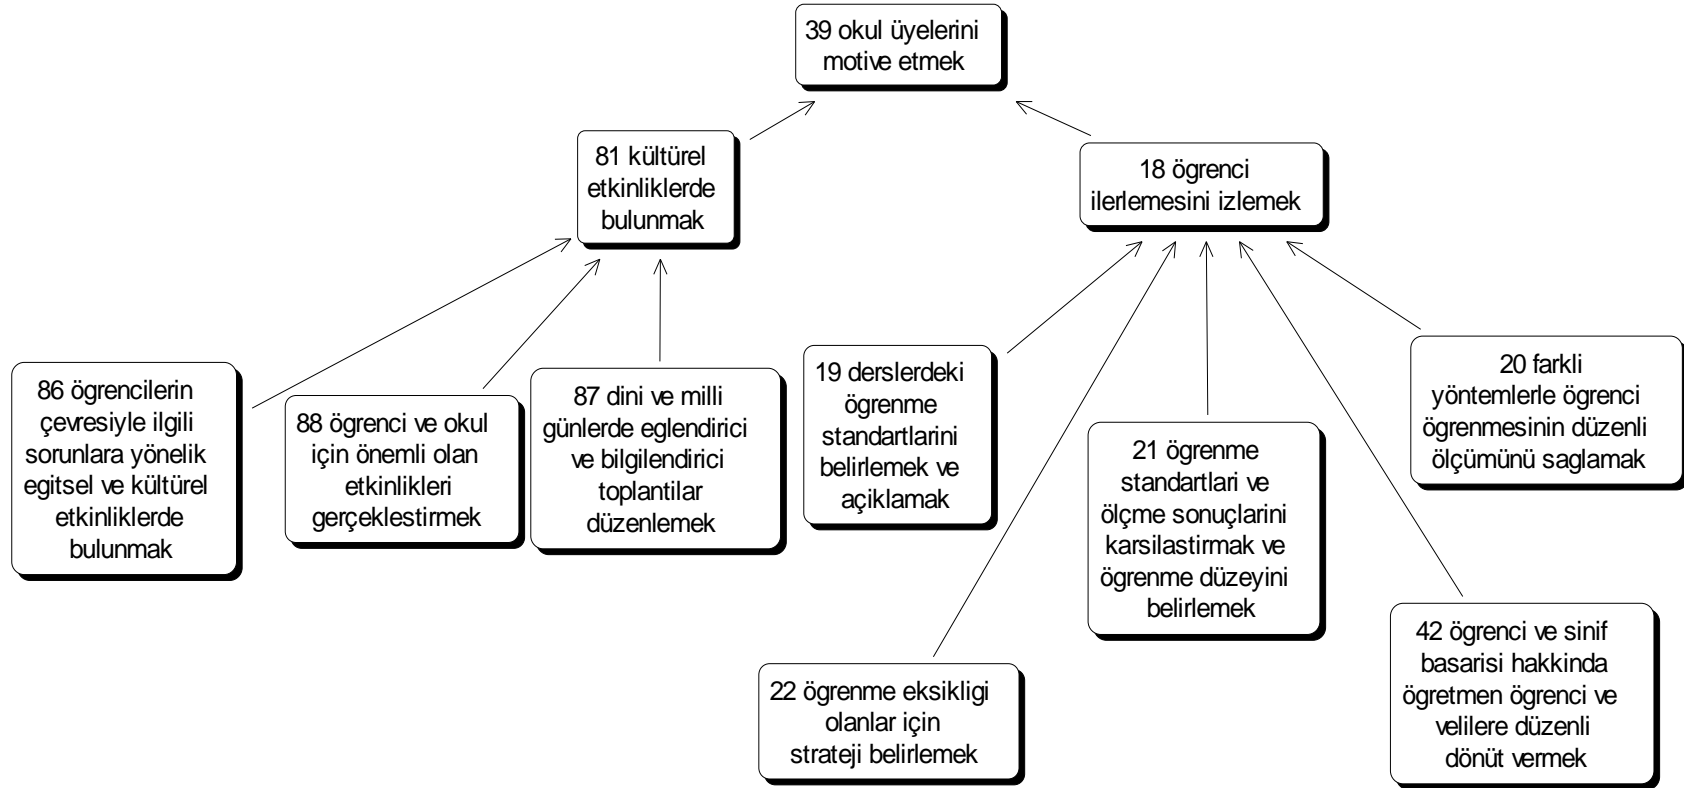 39 okul üyelerini
motive etmek
81 kültürel
etkinliklerde
bulunmak
18 ögrenci
ilerlemesini izlemek
86 ögrencilerin
çevresiyle ilgili
sorunlara yönelik
egitsel ve kültürel
etkinliklerde
bulunmak
88 ögrenci ve okul
için önemli olan
etkinlikleri
gerçeklestirmek
87 dini ve milli
günlerde eglendirici
ve bilgilendirici
toplantilar
düzenlemek
19 derslerdeki
ögrenme
standartlarini
belirlemek ve
açiklamak
21 ögrenme
standartlari ve
ölçme sonuçlarini
karsilastirmak ve
ögrenme düzeyini
belirlemek
20 farkli
yöntemlerle ögrenci
ögrenmesinin düzenli
ölçümünü saglamak
22 ögrenme eksikligi
olanlar için
strateji belirlemek
42 ögrenci ve sinif
basarisi hakkinda
ögretmen ögrenci ve
velilere düzenli
dönüt vermek